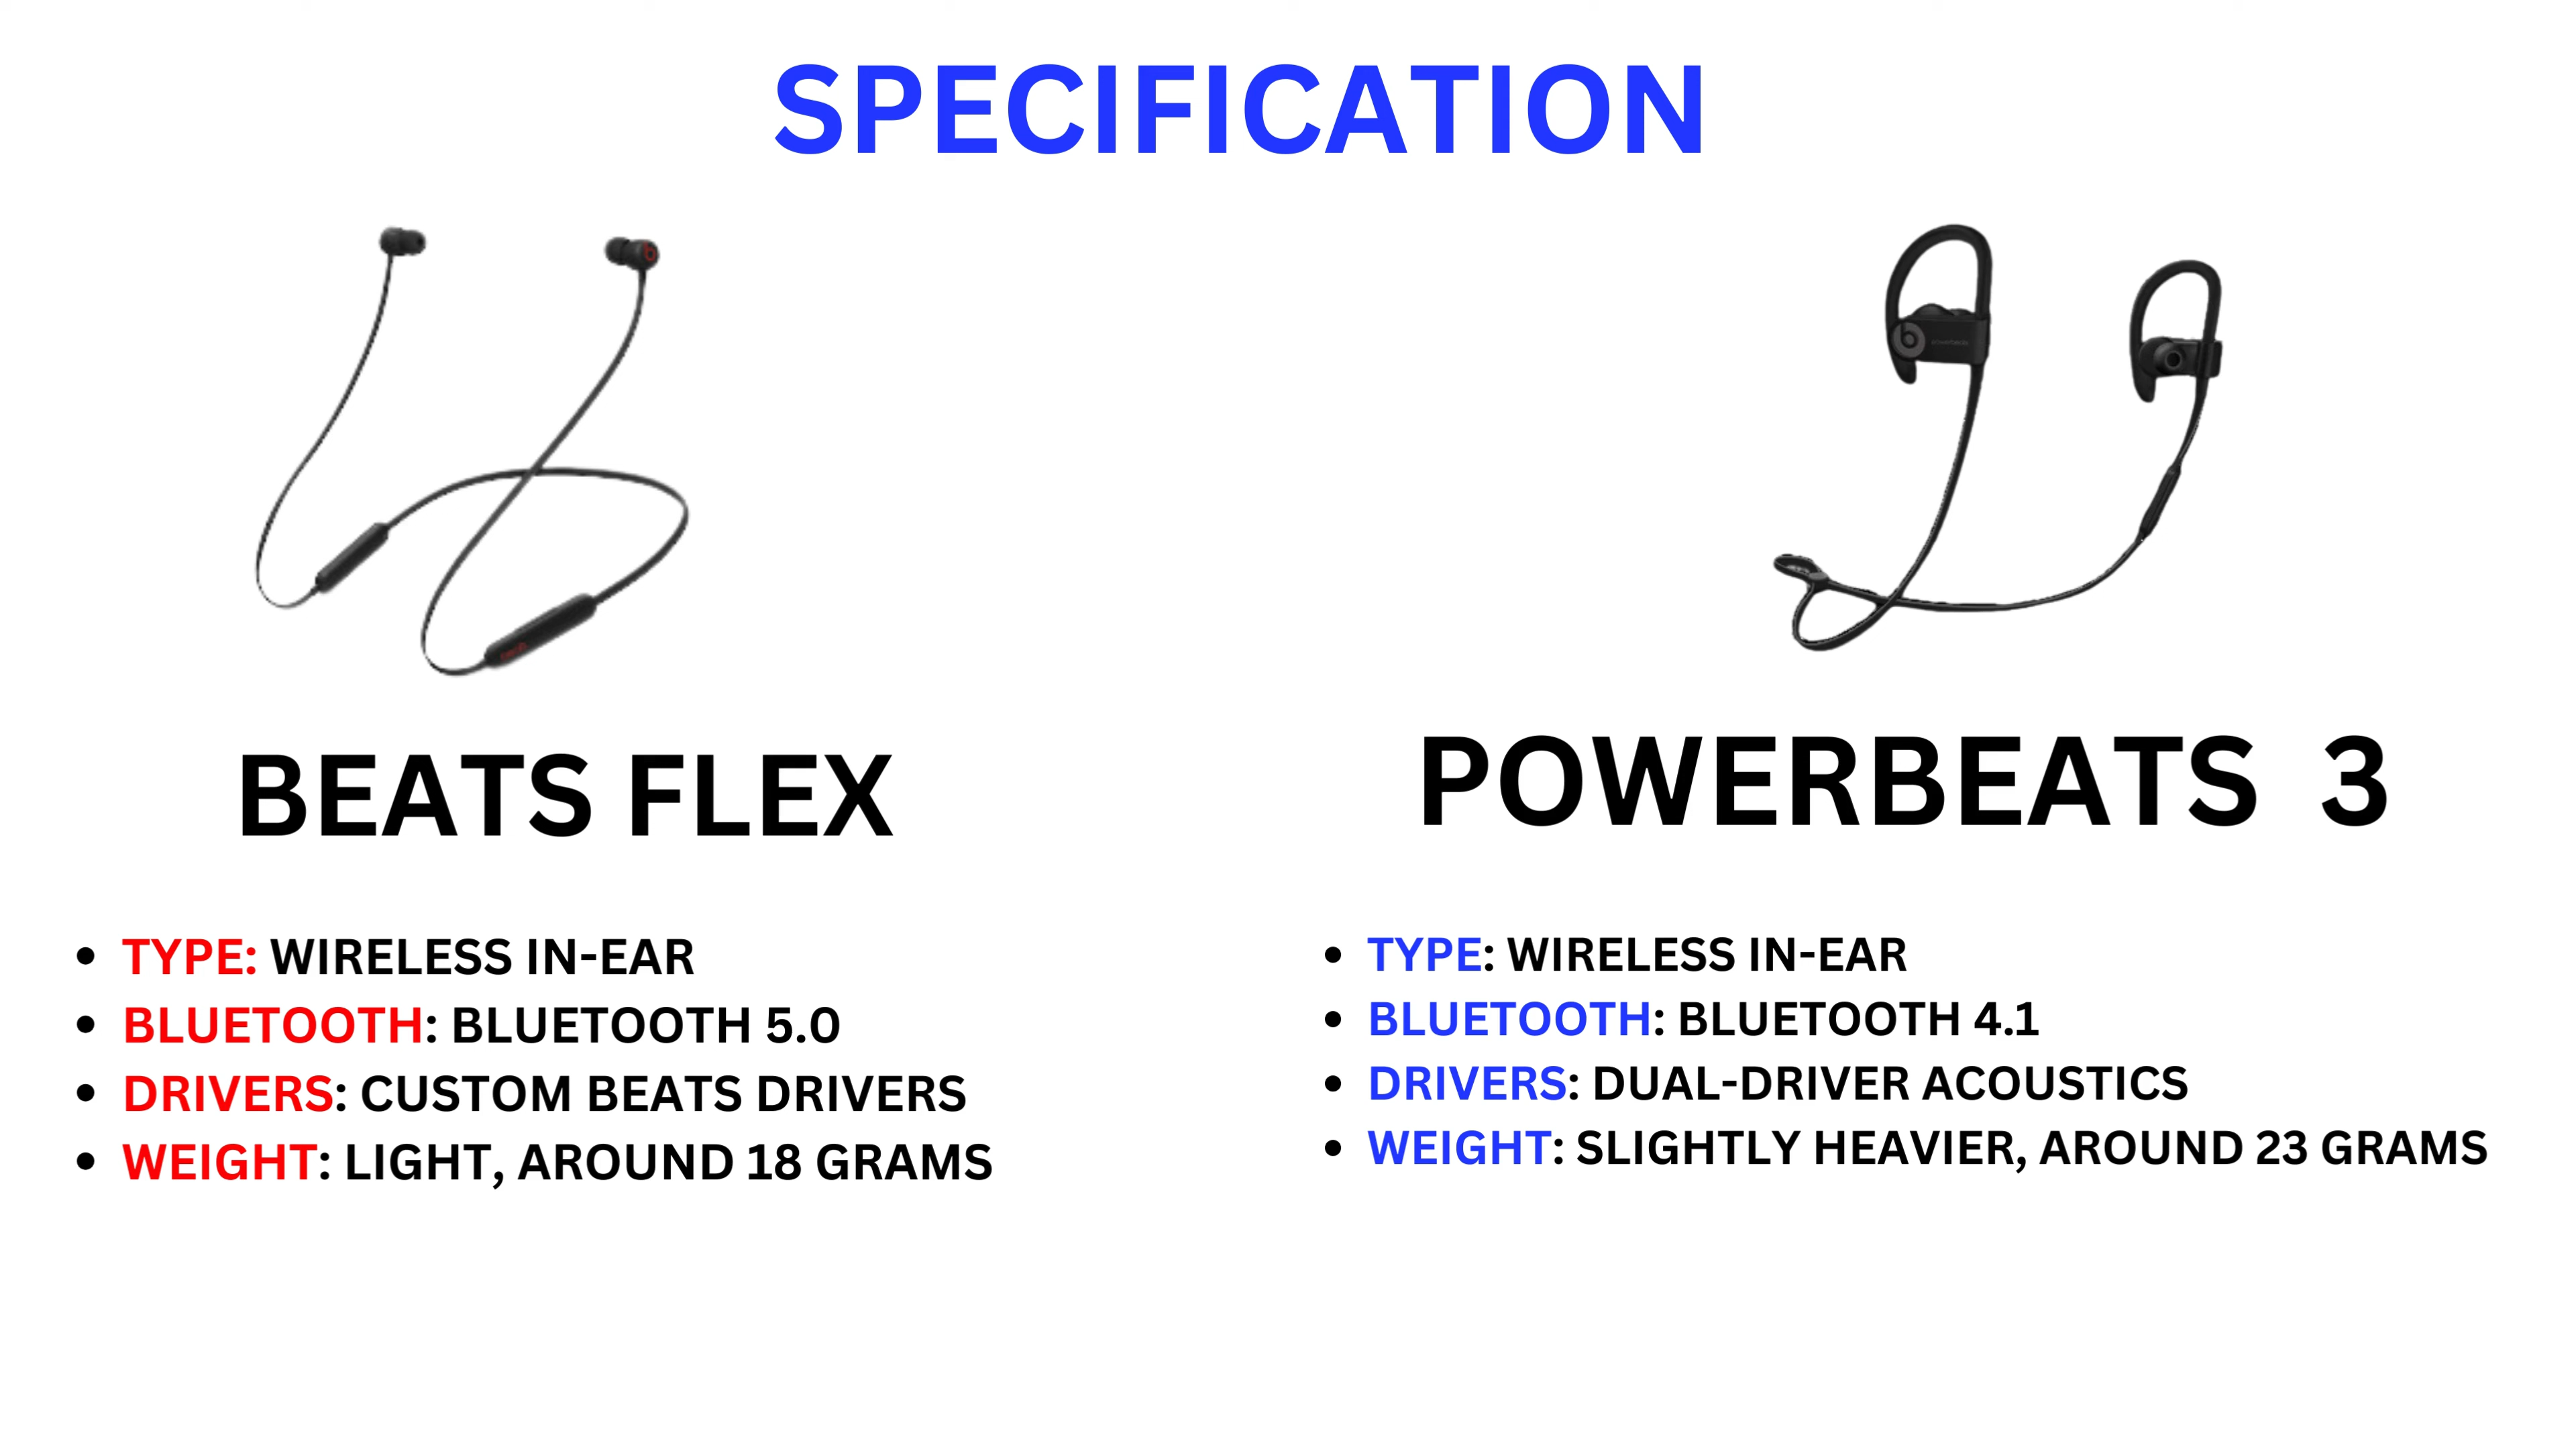 SPECIFICATION
BEATS FLEX
• TYPE: WIRELESS IN-EAR
• BLUETOOTH: BLUETOOTH 5.0
• DRIVERS: CUSTOM BEATS DRIVERS
• WEIGHT: LIGHT, AROUND 18 GRAMS
POWERBEATS 3
• TYPE: WIRELESS IN-EAR
• BLUETOOTH: BLUETOOTH 4.1
• DRIVERS: DUAL-DRIVER ACOUSTICS
• WEIGHT: SLIGHTLY HEAVIER, AROUND 23 GRAMS